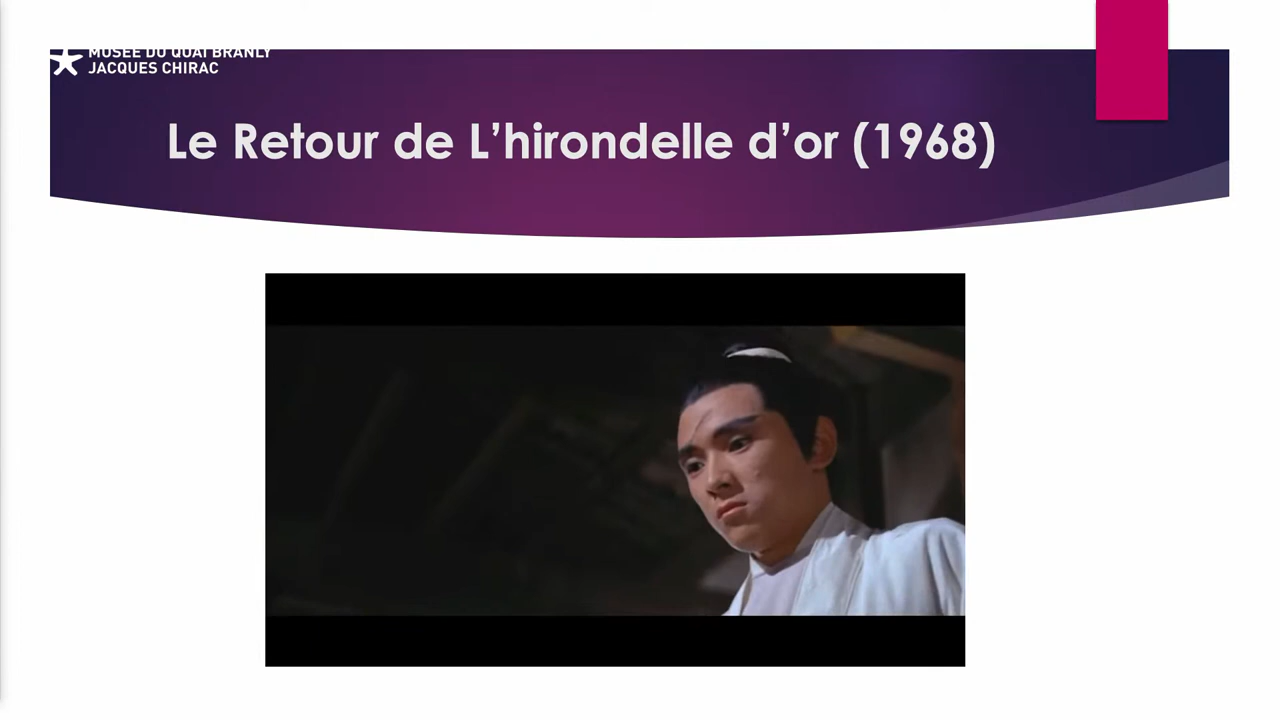 MUSÉE DU QUAI BRANLY
JACQUES CHIRAC
Le Retour de L’hirondelle d’or (1968)